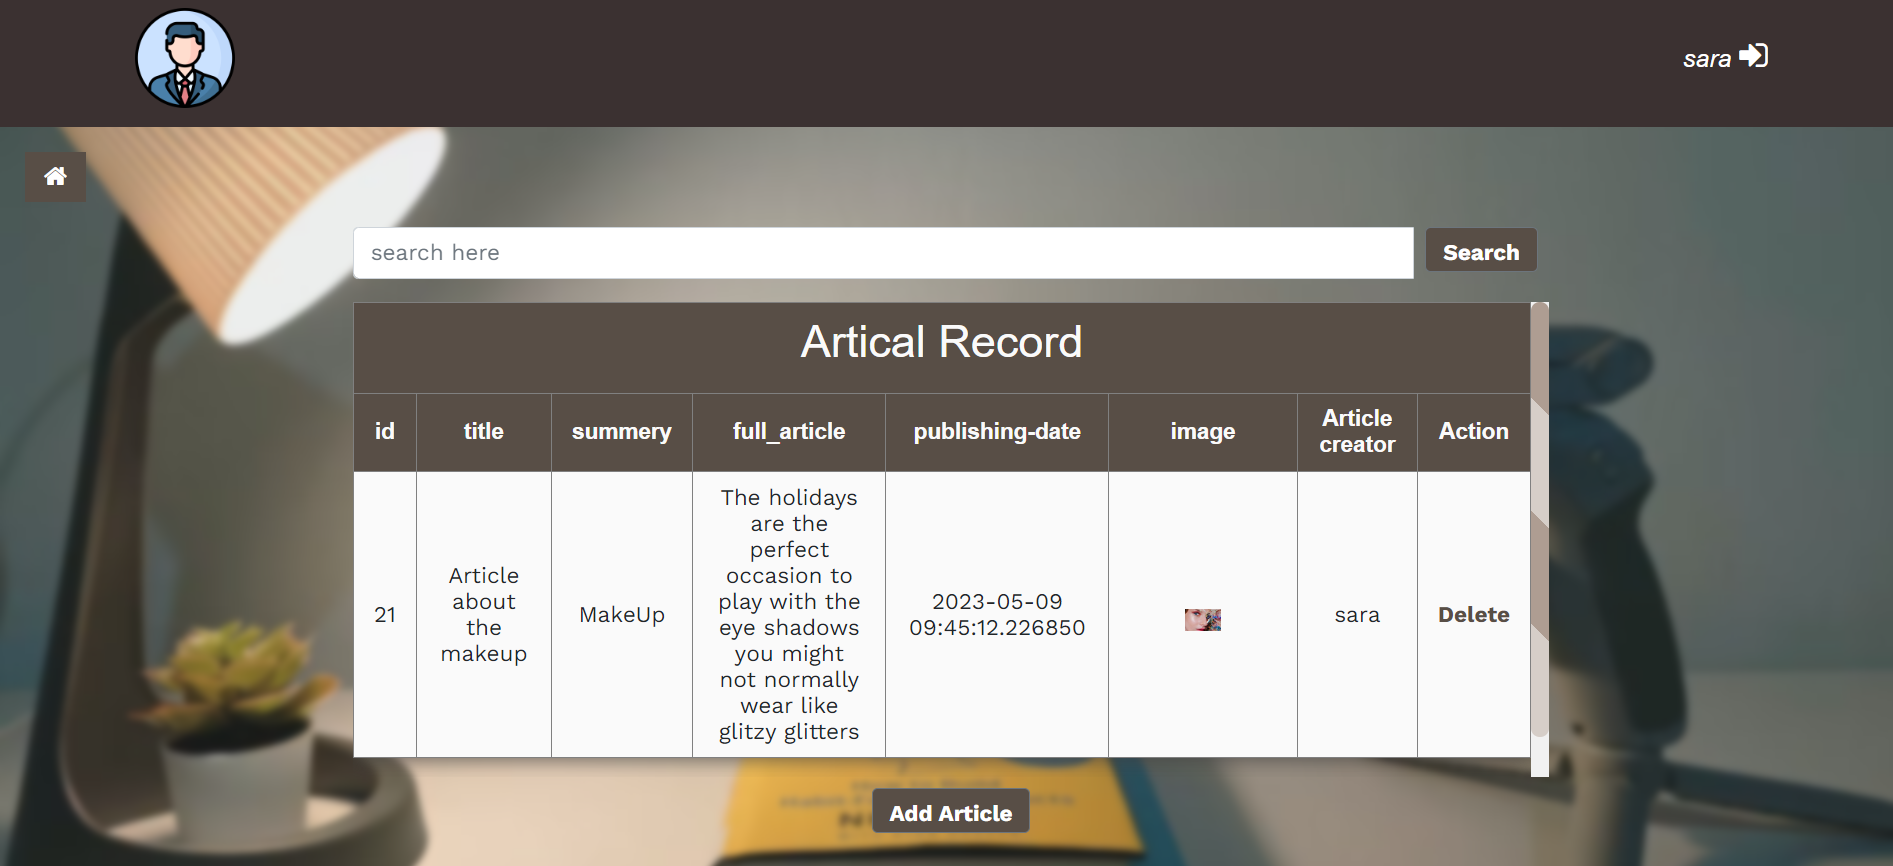 sara
search here
Search
Artical Record
id
title
summery
full_article
publishing-date
image
Article
creator
Action
21
Article
about
the
makeup
MakeUp
The holidays
are the
perfect
occasion to
play with the
eye shadows
you might
not normally
wear like
glitzy glitters
2023-05-09
09:45:12.226850
sara
Delete
Add Article